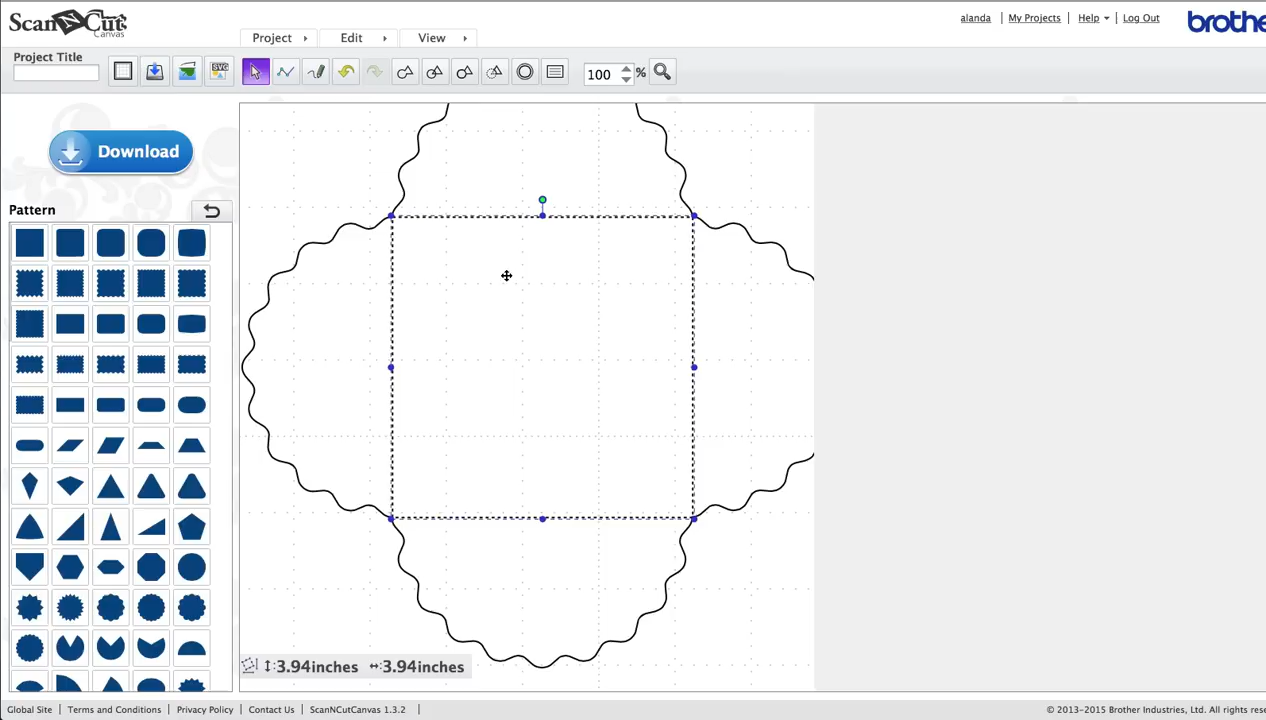 ScanNCut
Canvas
Project
Edit
View
alanda
My Projects
Help
Log Out
brothe
Project Title
SVG
100
%
Download
Pattern
3.94inches
3.94inches
Global Site
Terms and Conditions
Privacy Policy
Contact Us
ScanNCutCanvas 1.3.2
© 2013-2015 Brother Industries, Ltd. All rights rese